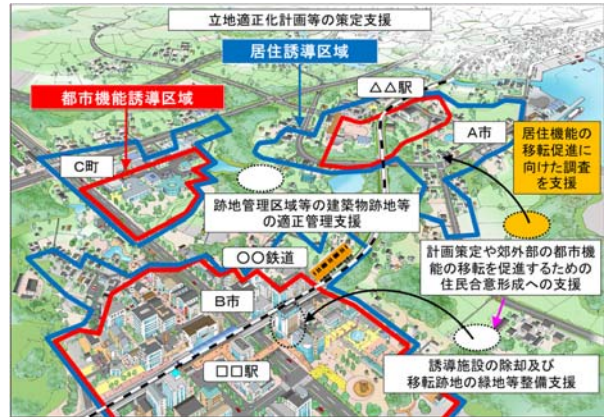 立地適正化計画等の策定支援
居住誘導区域
△△駅
都市機能誘導区域
A市
居住機能の
移転促進に
向けた調査
を支援
C町
跡地管理区域等の建築物跡地等
の適正管理支援
計画策定や郊外部の都市機
能の移転を促進するための
住民合意形成への支援
〇〇鉄道
B市
誘導施設の除却及び
移転跡地の緑地等整備支援
□□駅